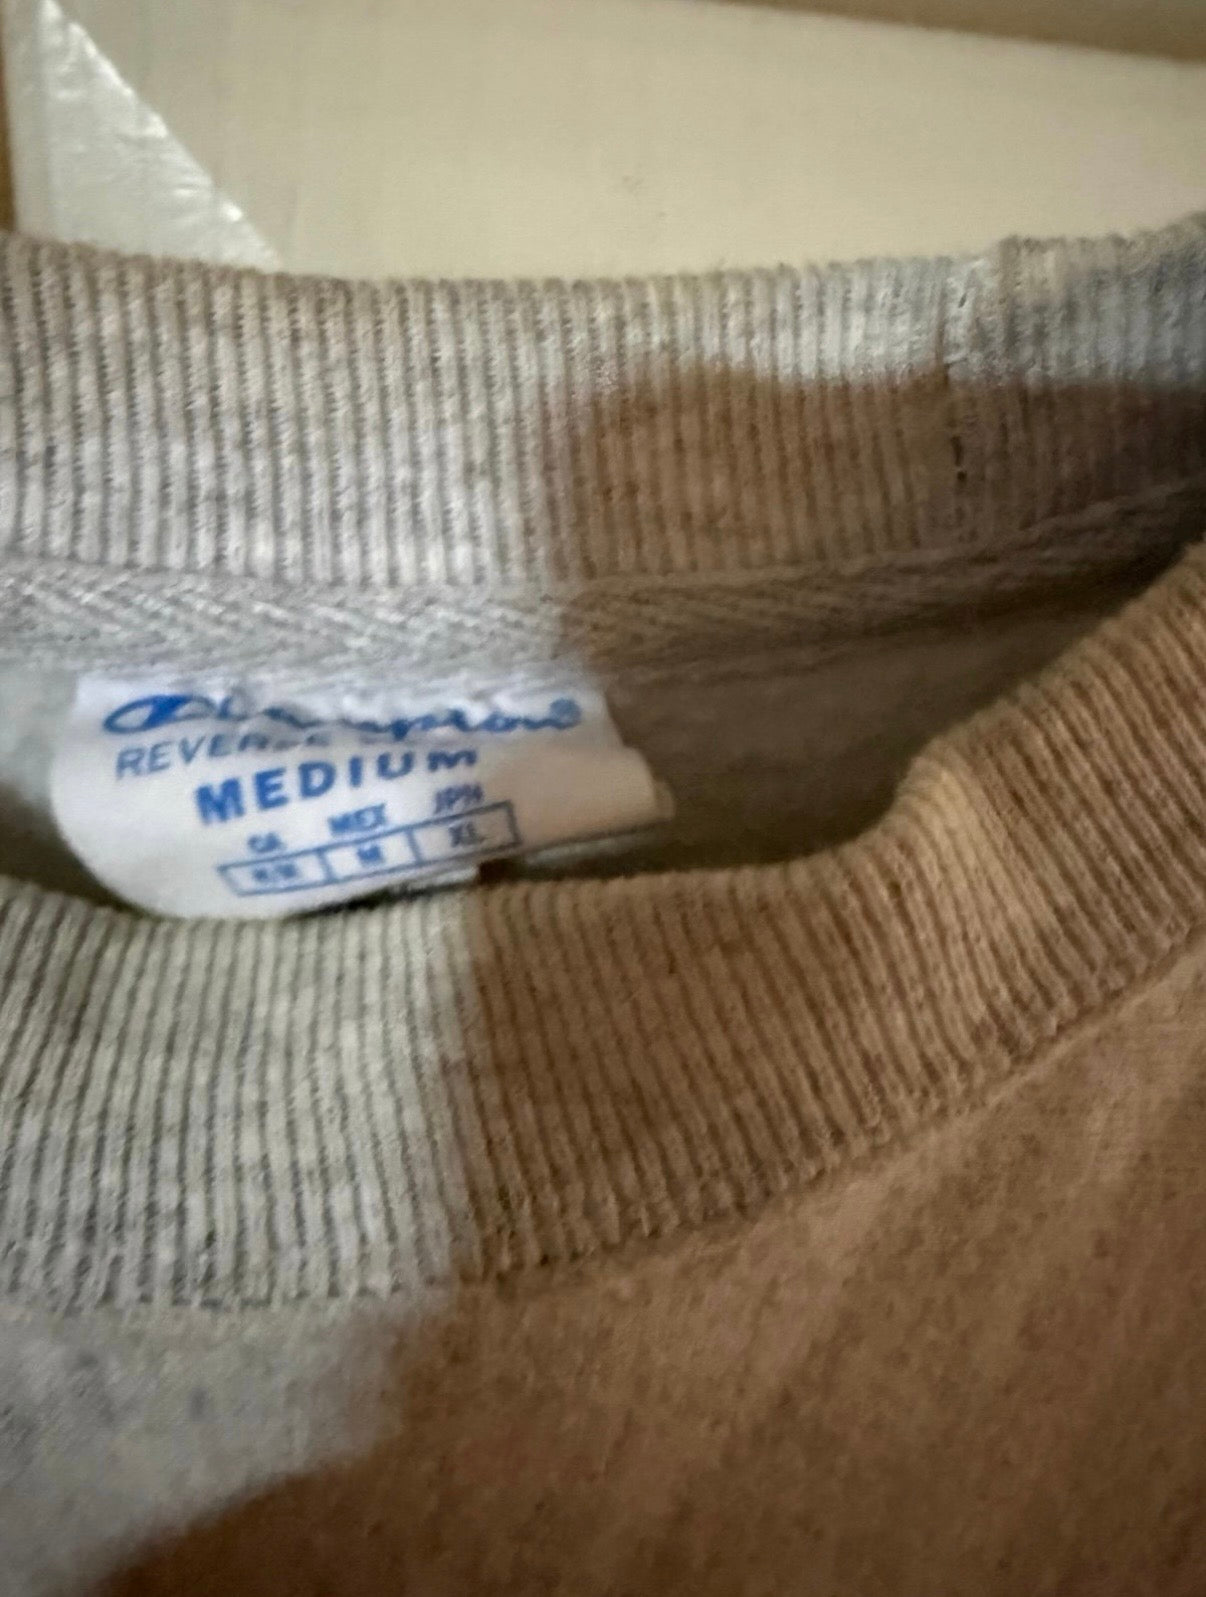 Champion®
REVERSE
MEDIUM
CA MEX JPN
M M XL